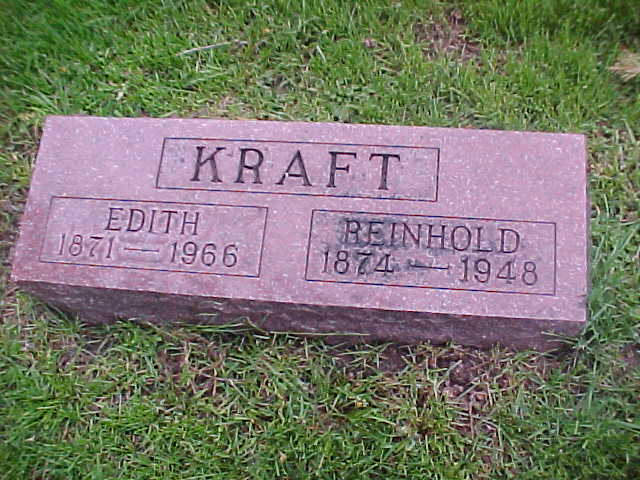 KRAFT
EDITH
1871 — 1966
REINHOLD
1874 — 1948